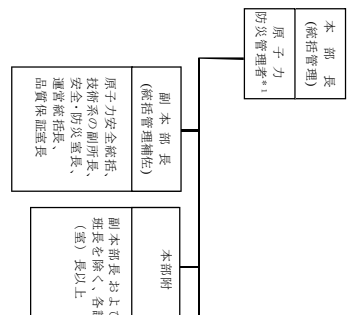 本部長
(統括管理)
原子力
防災管理者*1
副本部長
(統括管理補佐)
原子力安全統括、
技術系の副所長、
安全・防災室長、
運営統括長、
品質保証室長
本部附
副本部長およ
班長を除く、各
(室)長以上